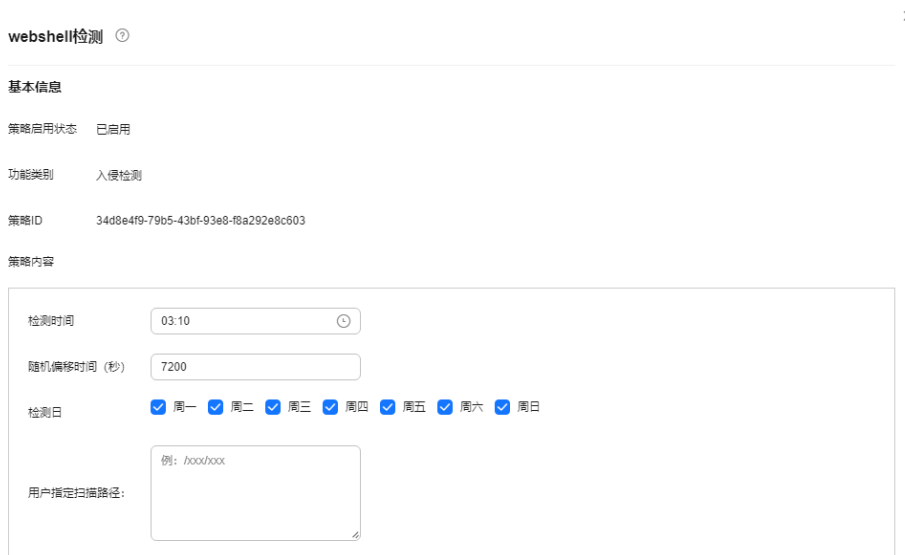 webshell检测
基本信息
策略启用状态 已启用
功能类别 入侵检测
策略ID 34d8e4f9-79b5-43bf-93e8-f8a292e8c603
策略内容
检测时间 03:10
随机偏移时间（秒） 7200
检测日 周一 周二 周三 周四 周五 周六 周日
用户指定扫描路径： 例：/xxx/xxx